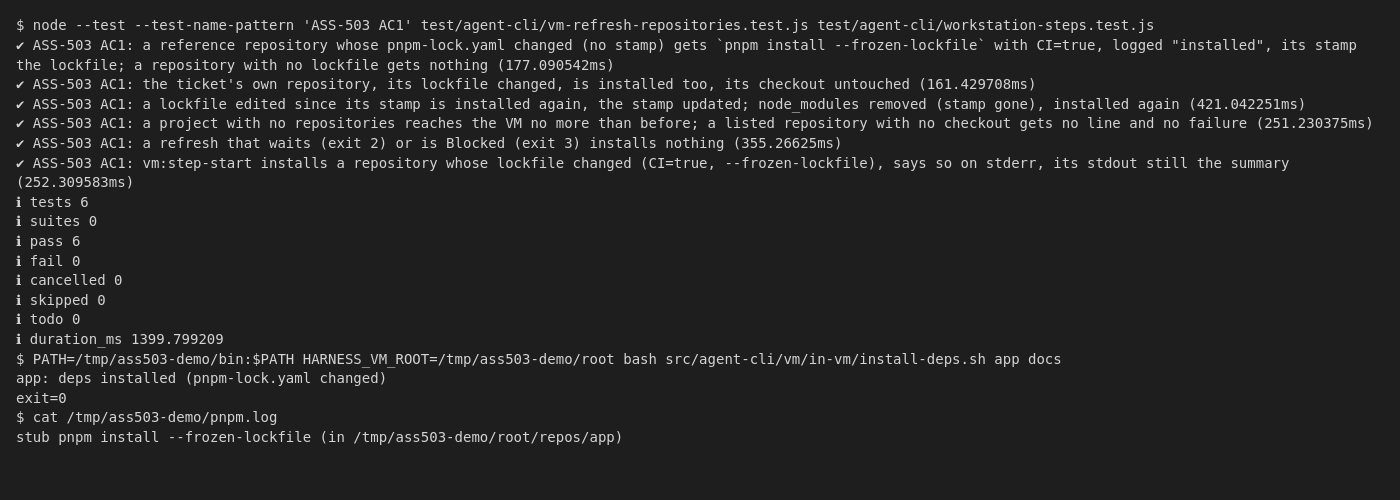 $ node --test --test-name-pattern 'ASS-503 AC1' test/agent-cli/vm-refresh-repositories.test.js test/agent-cli/workstation-steps.test.js
✔ ASS-503 AC1: a reference repository whose pnpm-lock.yaml changed (no stamp) gets `pnpm install --frozen-lockfile` with CI=true, logged "installed", its stamp
the lockfile; a repository with no lockfile gets nothing (177.090542ms)
✔ ASS-503 AC1: the ticket's own repository, its lockfile changed, is installed too, its checkout untouched (161.429708ms)
✔ ASS-503 AC1: a lockfile edited since its stamp is installed again, the stamp updated; node_modules removed (stamp gone), installed again (421.042251ms)
✔ ASS-503 AC1: a project with no repositories reaches the VM no more than before; a listed repository with no checkout gets no line and no failure (251.230375ms)
✔ ASS-503 AC1: a refresh that waits (exit 2) or is Blocked (exit 3) installs nothing (355.26625ms)
✔ ASS-503 AC1: vm:step-start installs a repository whose lockfile changed (CI=true, --frozen-lockfile), says so on stderr, its stdout still the summary
(252.309583ms)
ℹ tests 6
ℹ suites 0
ℹ pass 6
ℹ fail 0
ℹ cancelled 0
ℹ skipped 0
ℹ todo 0
ℹ duration_ms 1399.799209
$ PATH=/tmp/ass503-demo/bin:$PATH HARNESS_VM_ROOT=/tmp/ass503-demo/root bash src/agent-cli/vm/in-vm/install-deps.sh app docs
app: deps installed (pnpm-lock.yaml changed)
exit=0
$ cat /tmp/ass503-demo/pnpm.log
stub pnpm install --frozen-lockfile (in /tmp/ass503-demo/root/repos/app)